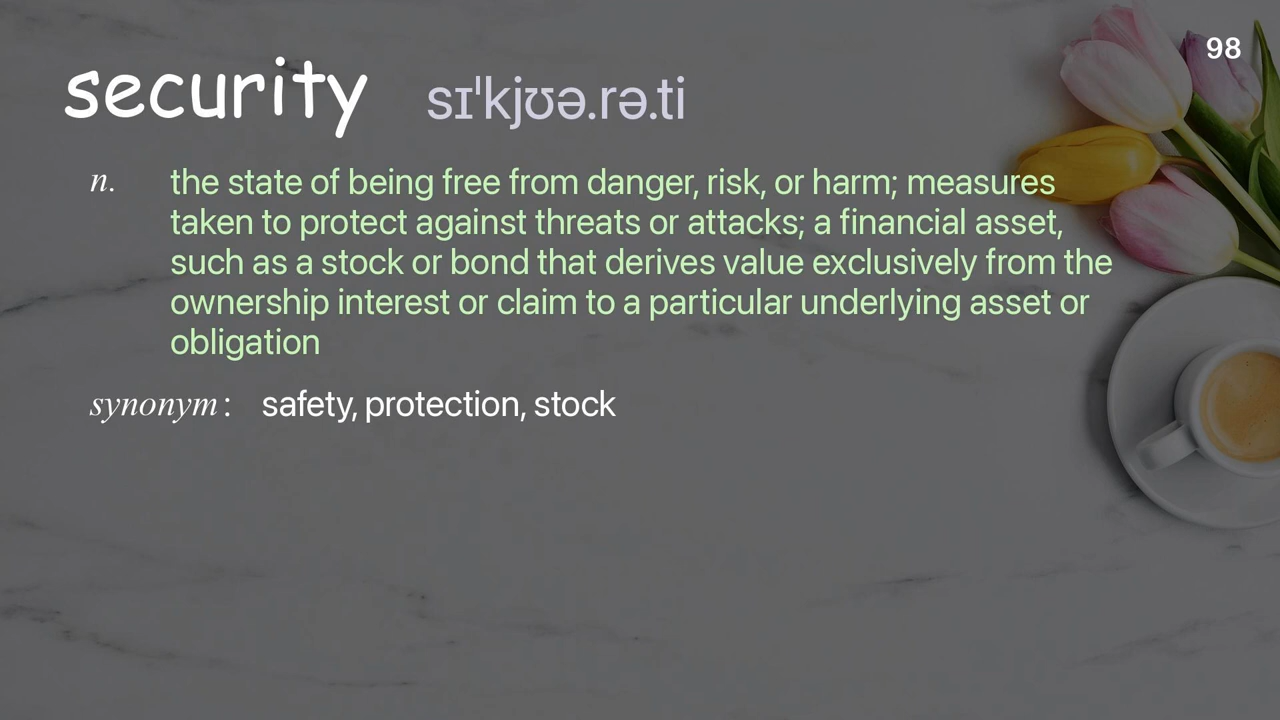 98
security sɪˈkjʊə.rə.ti
n. the state of being free from danger, risk, or harm; measures
taken to protect against threats or attacks; a financial asset,
such as a stock or bond that derives value exclusively from the
ownership interest or claim to a particular underlying asset or
obligation
synonym: safety, protection, stock